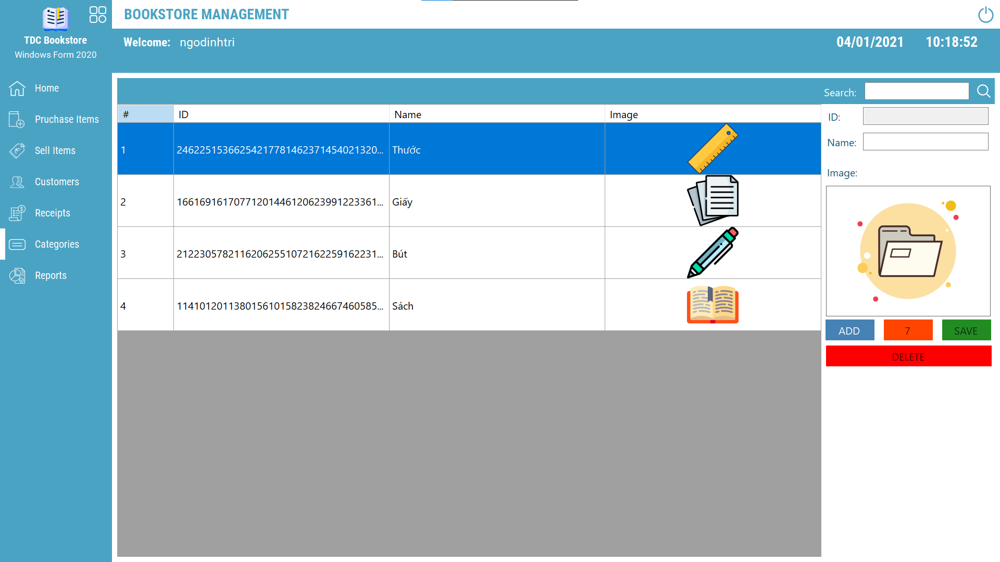 TDC Bookstore
Windows Form 2020
Home
Pruchase Items
Sell Items
Customers
Receipts
Categories
Reports
BOOKSTORE MANAGEMENT
Welcome: ngodinhtri
04/01/2021 10:18:52
Search:
# ID Name Image
1 24622515366254217781462371454021320... Thước
2 16616916170771201446120623991223361... Giấy
3 21223057821162062551072162259162231... Bút
4 11410120113801561015823824667460585... Sách
ID:
Name:
Image:
ADD 7 SAVE
DELETE